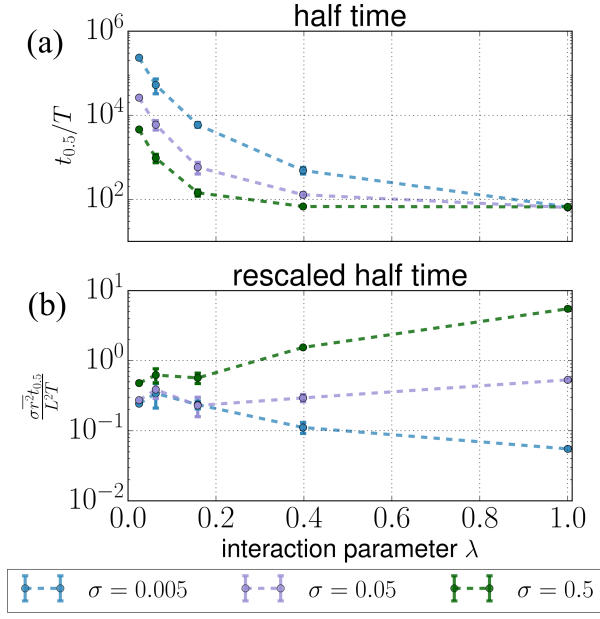 half time
(a)
10^6
10^4
10^2
t_{0.5}/T
rescaled half time
(b)
10^1
10^0
10^{-1}
10^{-2}
\frac{\sigma \overline{r^2} t_{0.5}}{L^2 T}
0.0 0.2 0.4 0.6 0.8 1.0
interaction parameter λ
σ = 0.005 σ = 0.05 σ = 0.5